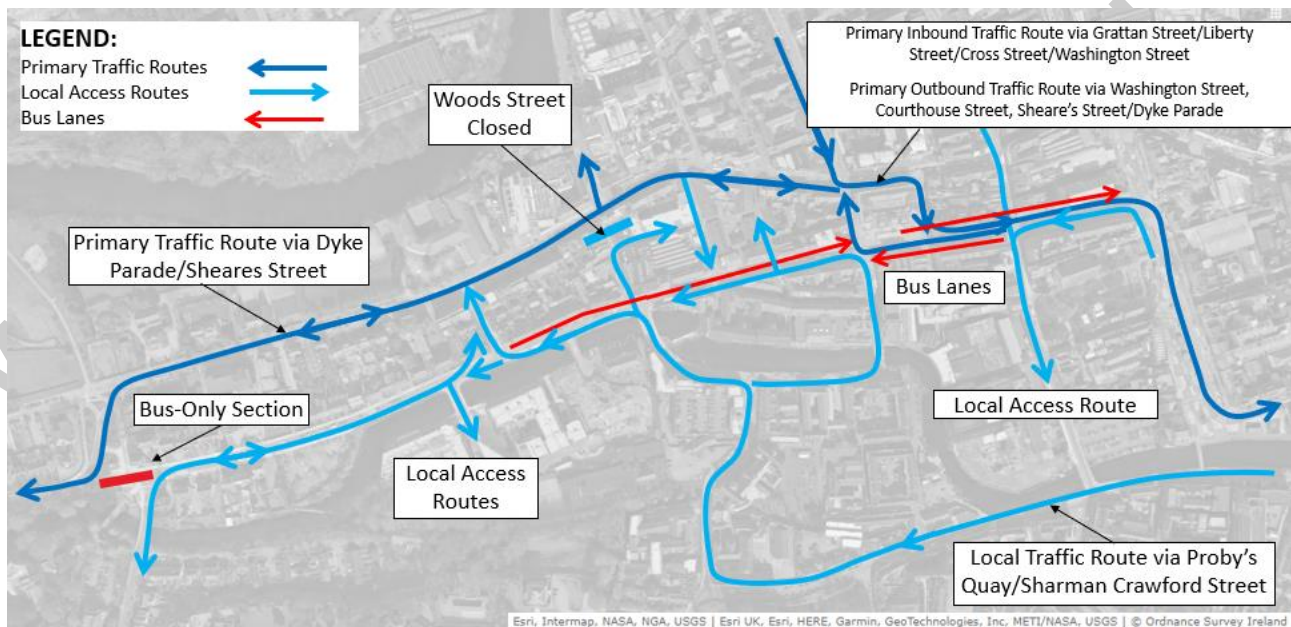 LEGEND:
Primary Traffic Routes
Local Access Routes
Bus Lanes
Woods Street
Closed
Primary Inbound Traffic Route via Grattan Street/Liberty
Street/Cross Street/Washington Street
Primary Outbound Traffic Route via Washington Street,
Courthouse Street, Sheare's Street/Dyke Parade
Primary Traffic Route via Dyke
Parade/Sheares Street
Bus Lanes
Bus-Only Section
Local Access Route
Local Access
Routes
Local Traffic Route via Proby's
Quay/Sharman Crawford Street
Esri, Intermap, NASA, NGA, USGS | Esri UK, Esri, HERE, Garmin, GeoTechnologies, Inc, METI/NASA, USGS | © Ordnance Survey Ireland